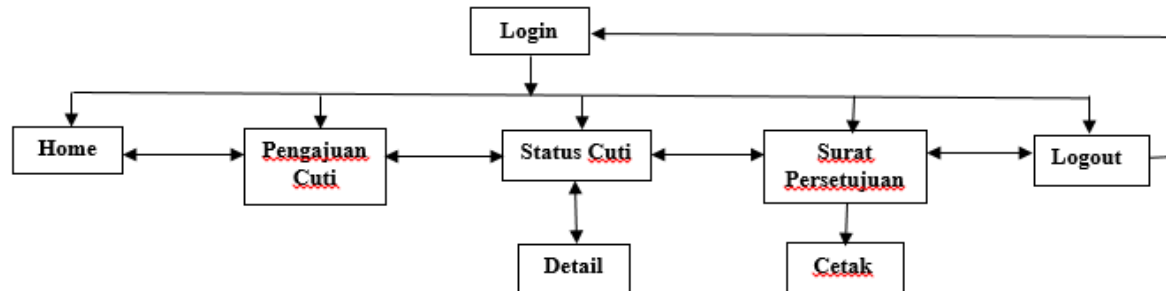 Login
Home
Pengajuan
Cuti
Status Cuti
Surat
Persetujuan
Logout
Detail
Cetak